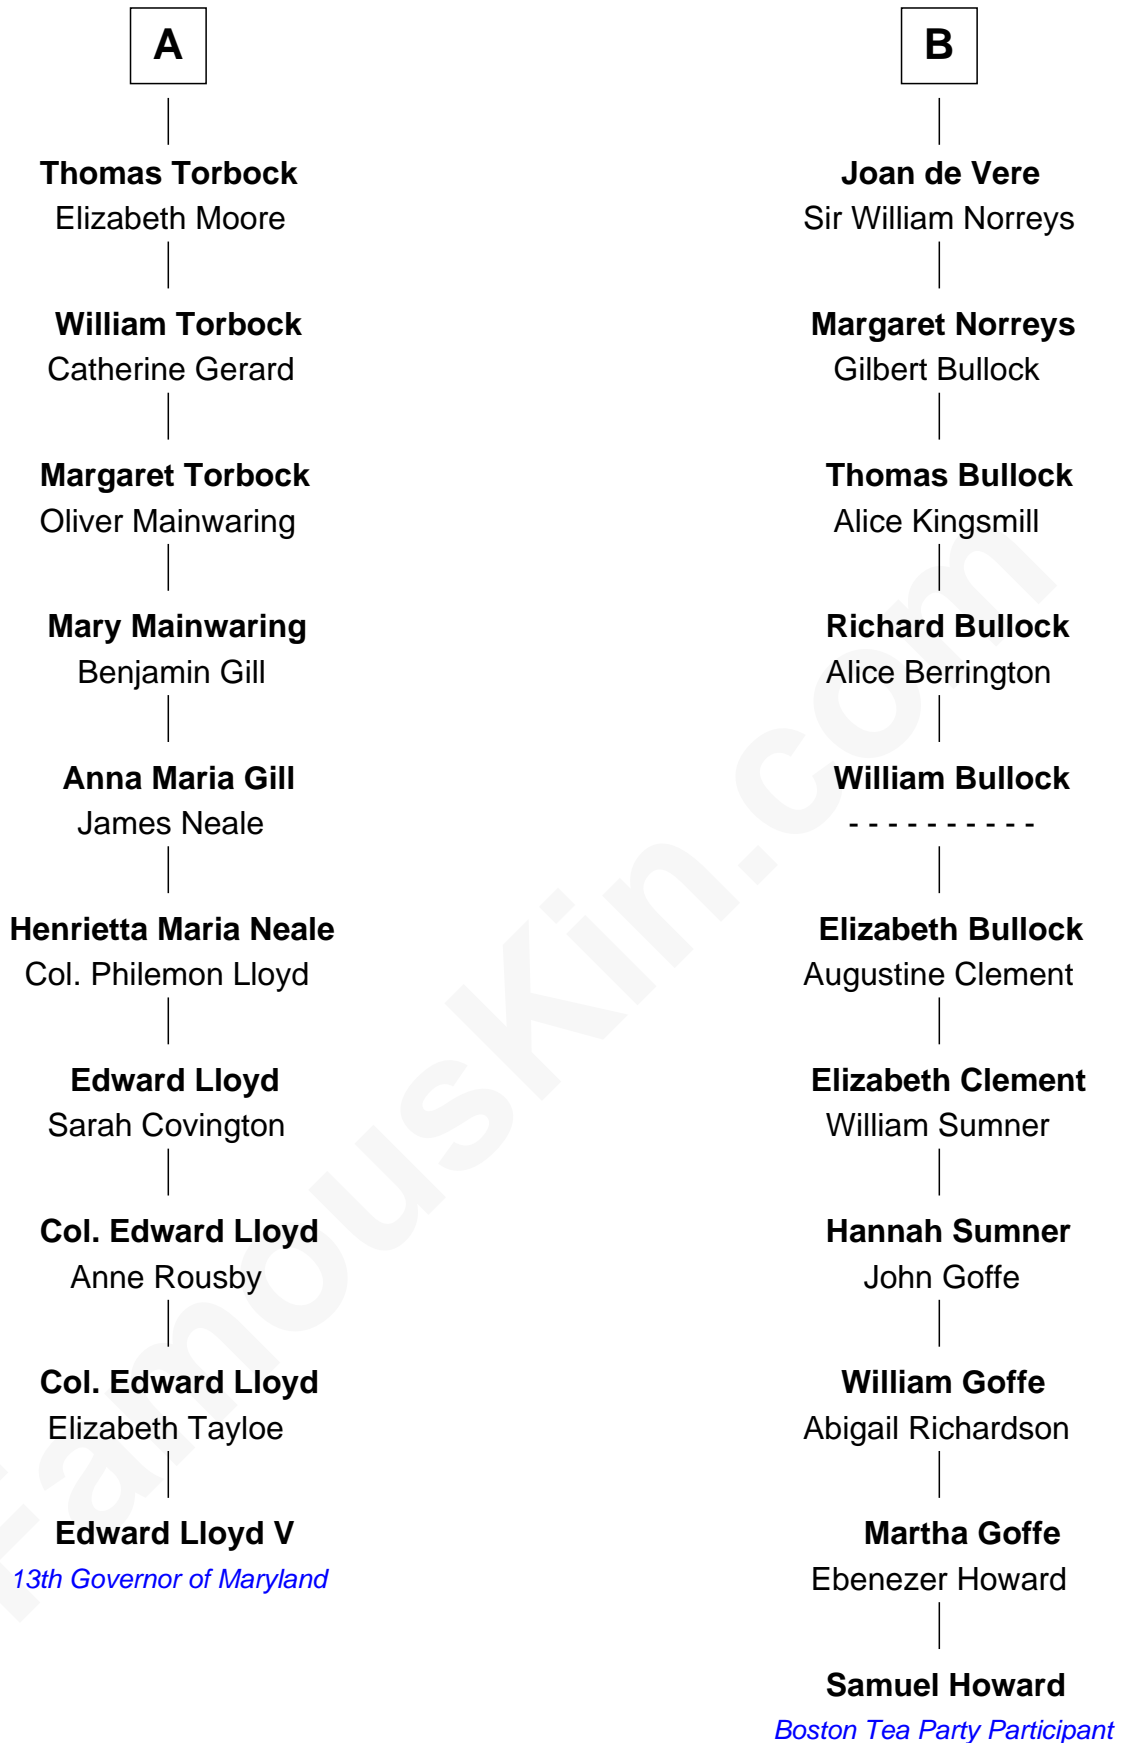 A
Thomas Torbock
Elizabeth Moore
William Torbock
Catherine Gerard
Margaret Torbock
Oliver Mainwaring
Mary Mainwaring
Benjamin Gill
Anna Maria Gill
James Neale
Henrietta Maria Neale
Col. Philemon Lloyd
Edward Lloyd
Sarah Covington
Col. Edward Lloyd
Anne Rousby
Col. Edward Lloyd
Elizabeth Tayloe
Edward Lloyd V
13th Governor of Maryland
B
Joan de Vere
Sir William Norreys
Margaret Norreys
Gilbert Bullock
Thomas Bullock
Alice Kingsmill
Richard Bullock
Alice Berrington
William Bullock
- - - - - - - - - -
Elizabeth Bullock
Augustine Clement
Elizabeth Clement
William Sumner
Hannah Sumner
John Goffe
William Goffe
Abigail Richardson
Martha Goffe
Ebenezer Howard
Samuel Howard
Boston Tea Party Participant
FamousKin.com